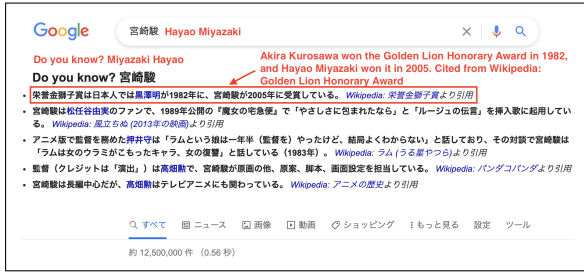 Google
宮崎駿 Hayao Miyazaki
Do you know? Miyazaki Hayao
Akira Kurosawa won the Golden Lion Honorary Award in 1982,
and Hayao Miyazaki won it in 2005. Cited from Wikipedia:
Golden Lion Honorary Award
Do you know? 宮崎駿
• 栄誉金獅子賞は日本人では黒澤明が1982年に、宮崎駿が2005年に受賞している。 Wikipedia: 栄誉金獅子賞より引用
• 宮崎駿は松任谷由実のファンで、1989年公開の『魔女の宅急便』で「やさしさに包まれたなら」と「ルージュの伝言」を挿入歌に起用してい
る。 Wikipedia: 風立ちぬ (2013年の映画)より引用
• アニメ版で監督を務めた押井守は「ラムという娘は一年半（監督を）やったけど、結局よくわからない」と話しており、その対談で宮崎駿は
「ラムは女のウラミがこもったキャラ、女の復讐」と話している（1983年）。 Wikipedia: ラム (うる星やつら)より引用
• 監督（クレジットは「演出」）は高畑勲で、宮崎駿が原画の他、原案、脚本、画面設定を担当している。 Wikipedia: パンダコパンダより引用
• 宮崎駿は長編中心だが、高畑勲はテレビアニメにも関わっている。 Wikipedia: アニメの歴史より引用
すべて ニュース 画像 動画 ショッピング もっと見る 設定 ツール
約 12,500,000 件 （0.56 秒）